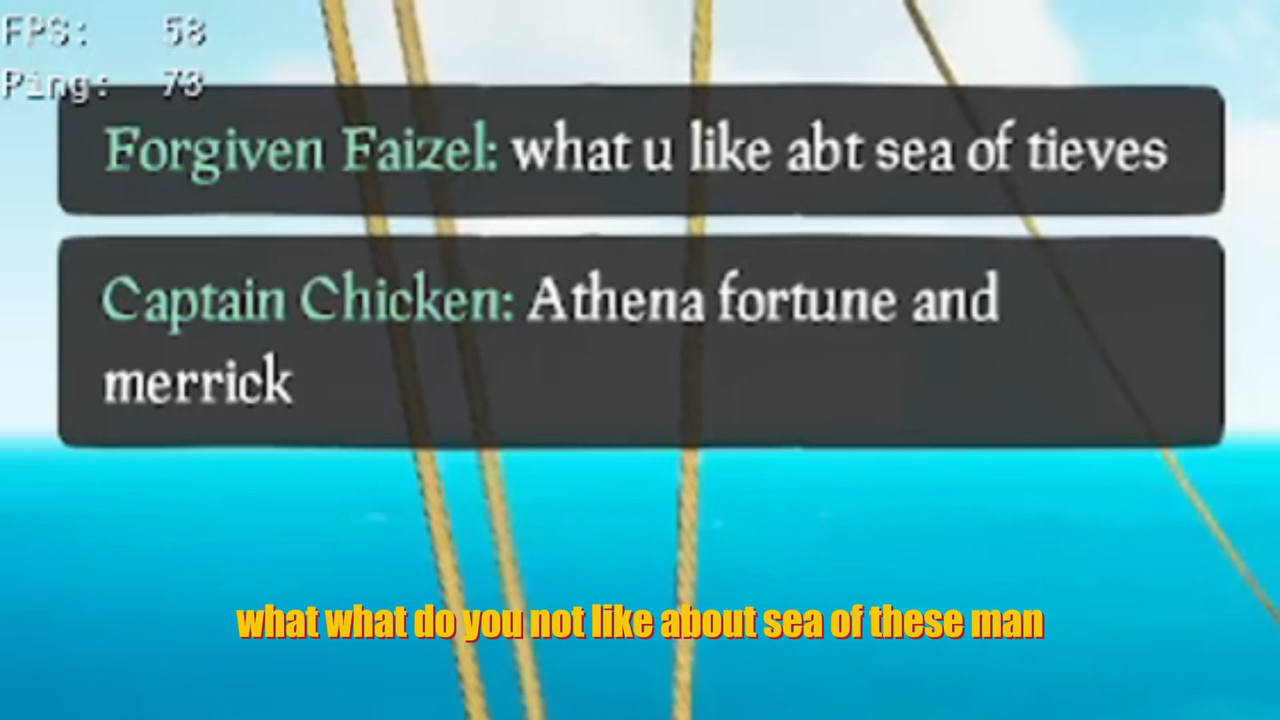 FPS: 58
Ping: 73
Forgiven Faizel: what u like abt sea of tieves
Captain Chicken: Athena fortune and
merrick
what what do you not like about sea of these man